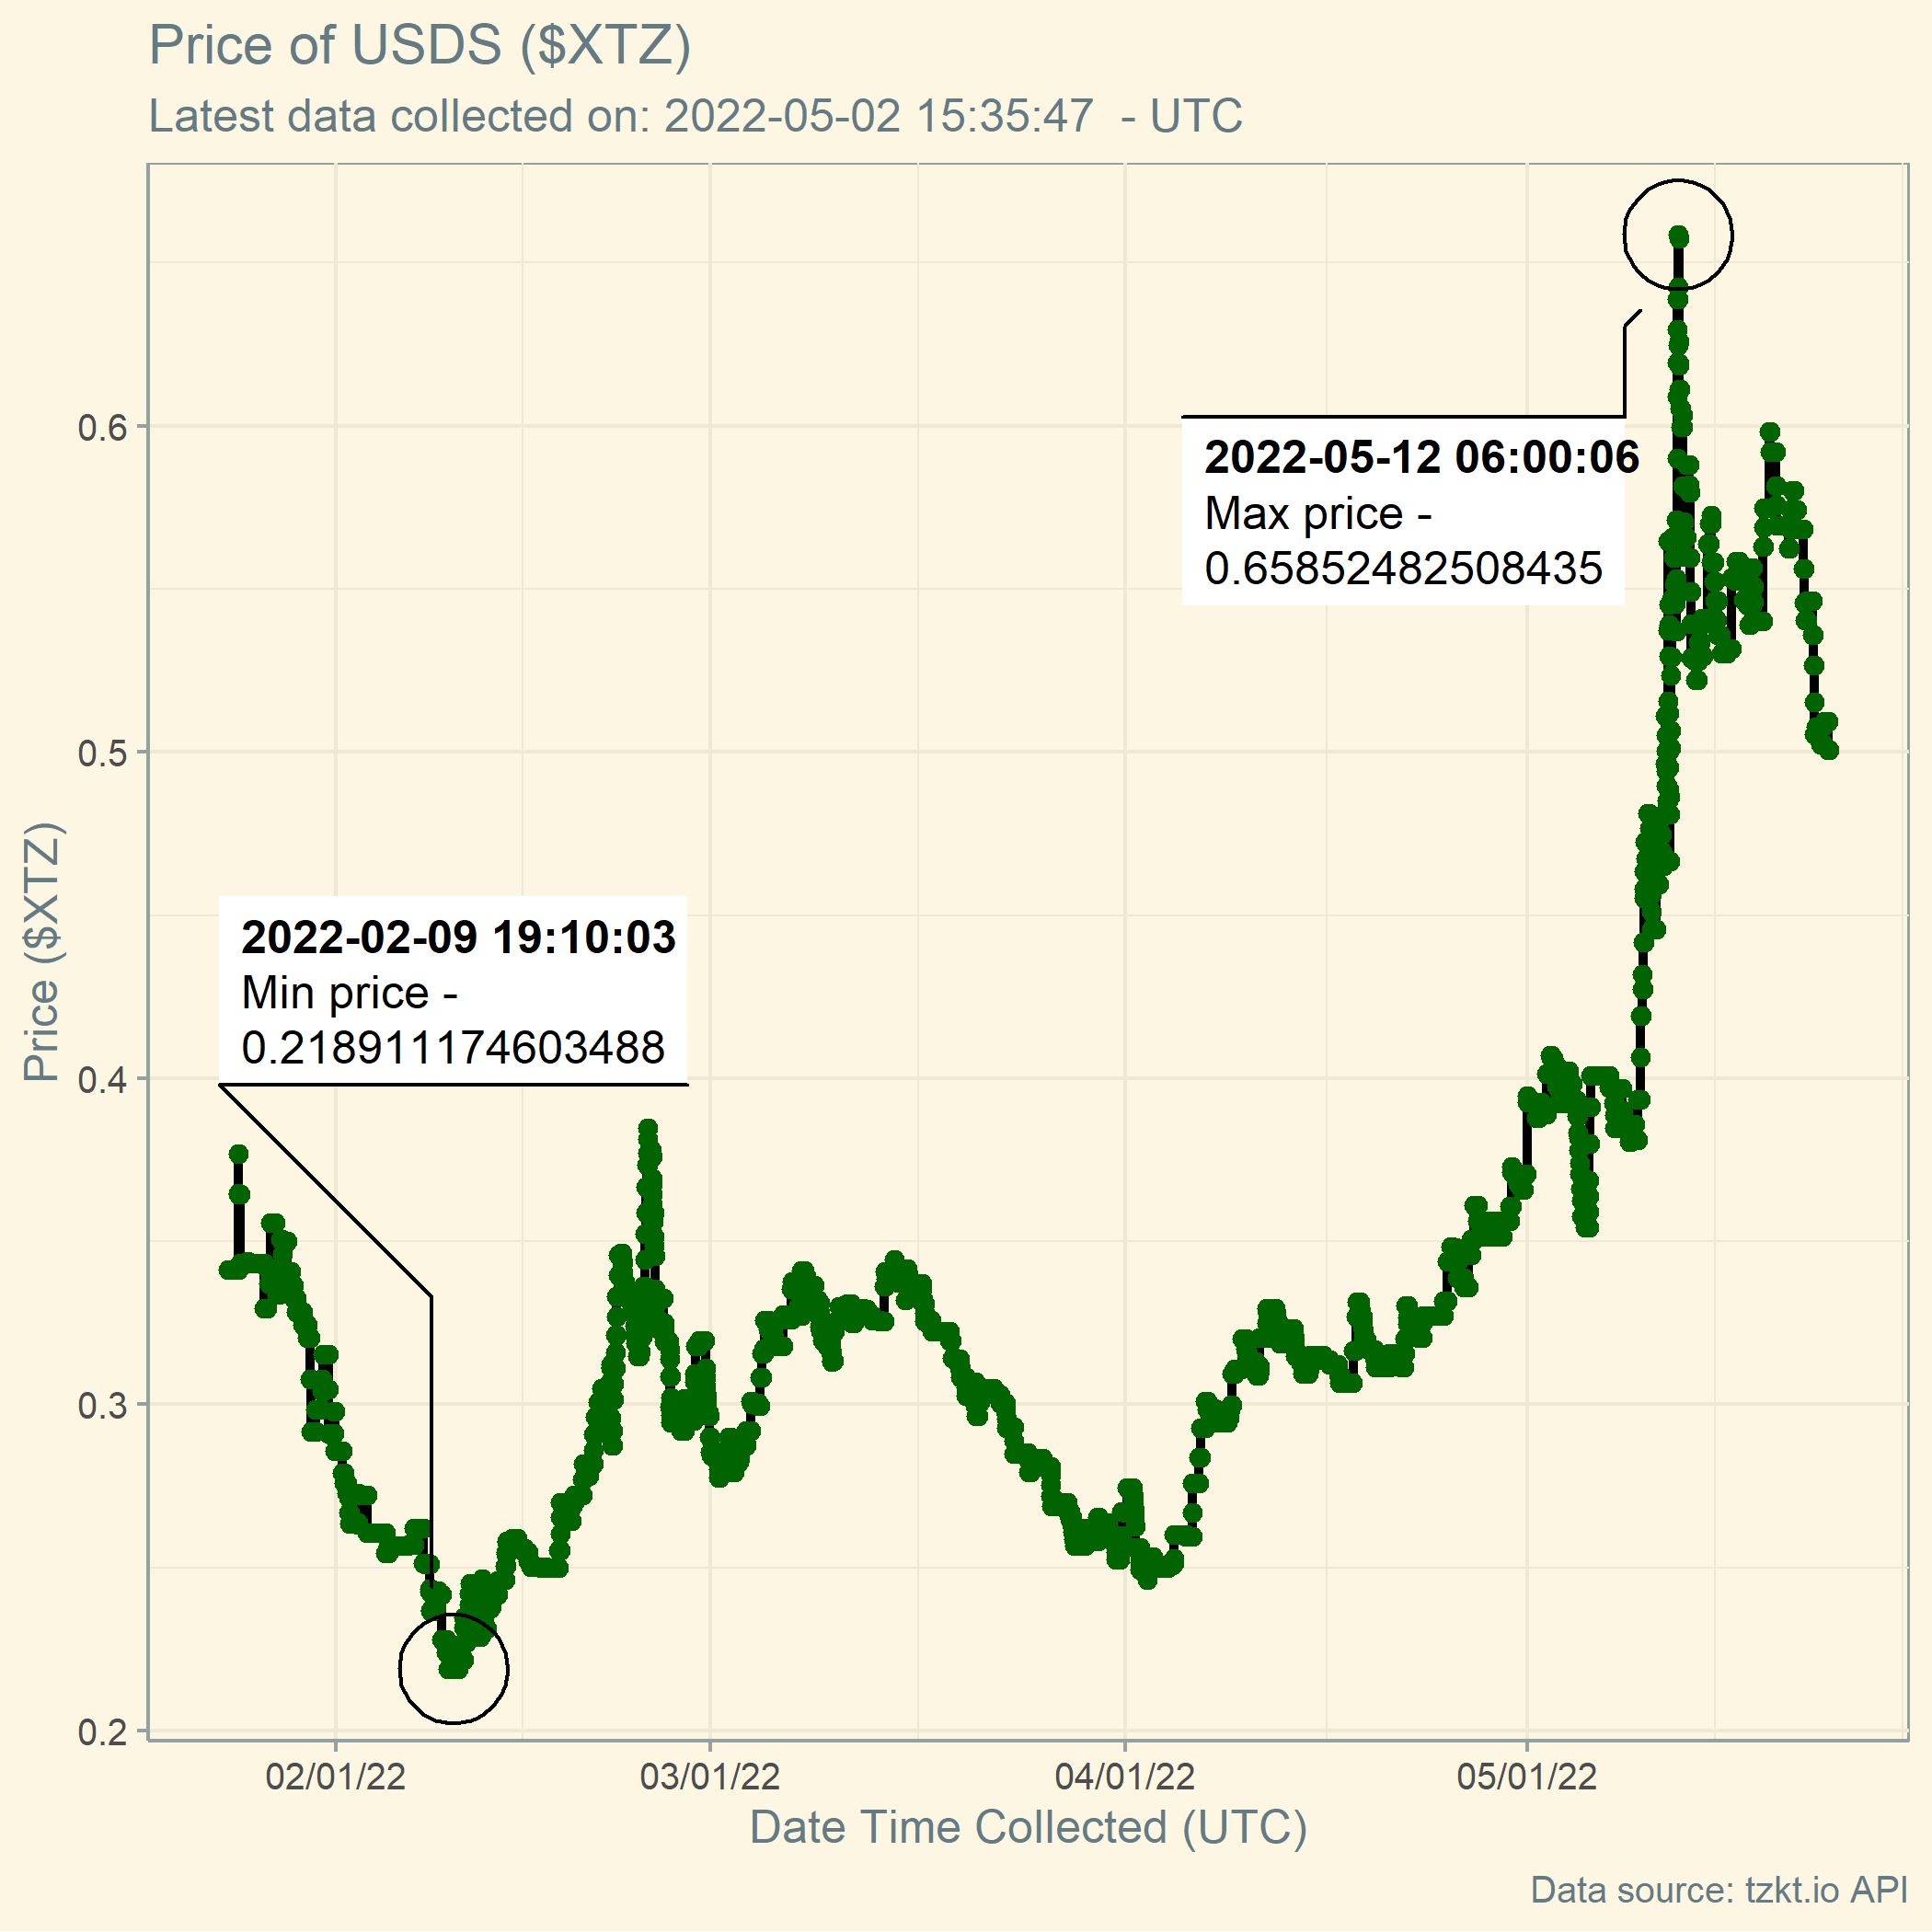 Price of USDS ($XTZ)
Latest data collected on: 2022-05-02 15:35:47  - UTC
2022-05-12 06:00:06
Max price -
0.65852482508435
2022-02-09 19:10:03
Min price -
0.218911174603488
Price ($XTZ)
0.6
0.5
0.4
0.3
0.2
02/01/22
03/01/22
04/01/22
05/01/22
Date Time Collected (UTC)
Data source: tzkt.io API